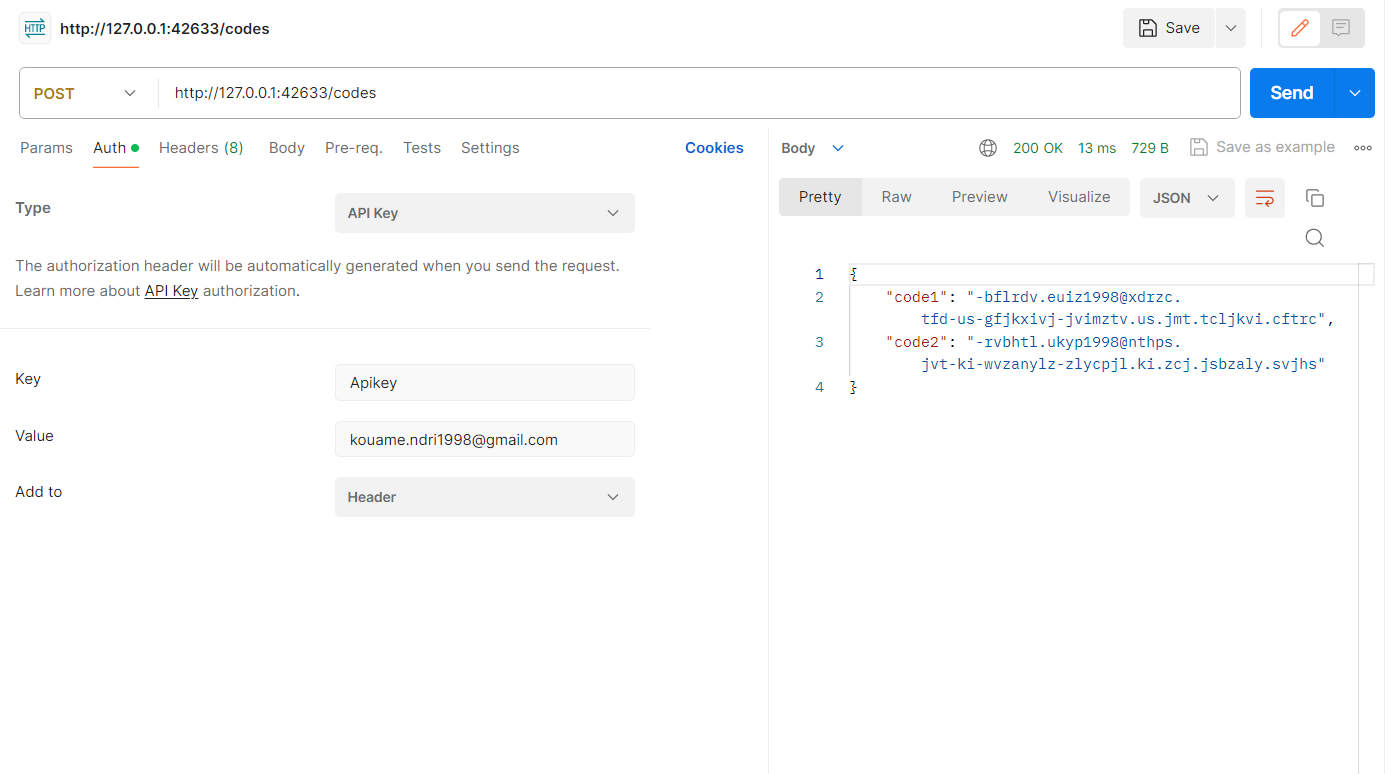 HTTP http://127.0.0.1:42633/codes Save
POST http://127.0.0.1:42633/codes Send
Params Auth Headers (8) Body Pre-req. Tests Settings Cookies
Body 200 OK 13 ms 729 B Save as example
Pretty Raw Preview Visualize JSON
Type API Key
The authorization header will be automatically generated when you send the request.
Learn more about API Key authorization.
Key Apikey
Value kouame.ndri1998@gmail.com
Add to Header
1 {
2 "code1": "-bflrdv.euiz1998@xdrzc.
tfd-us-gfjkxivj-jvimztv.us.jmt.tcljkvi.cftrc",
3 "code2": "-rvbhtl.ukyp1998@nthps.
jvt-ki-wvzanylz-zlycpjl.ki.zcj.jsbzaly.svjhs"
4 }